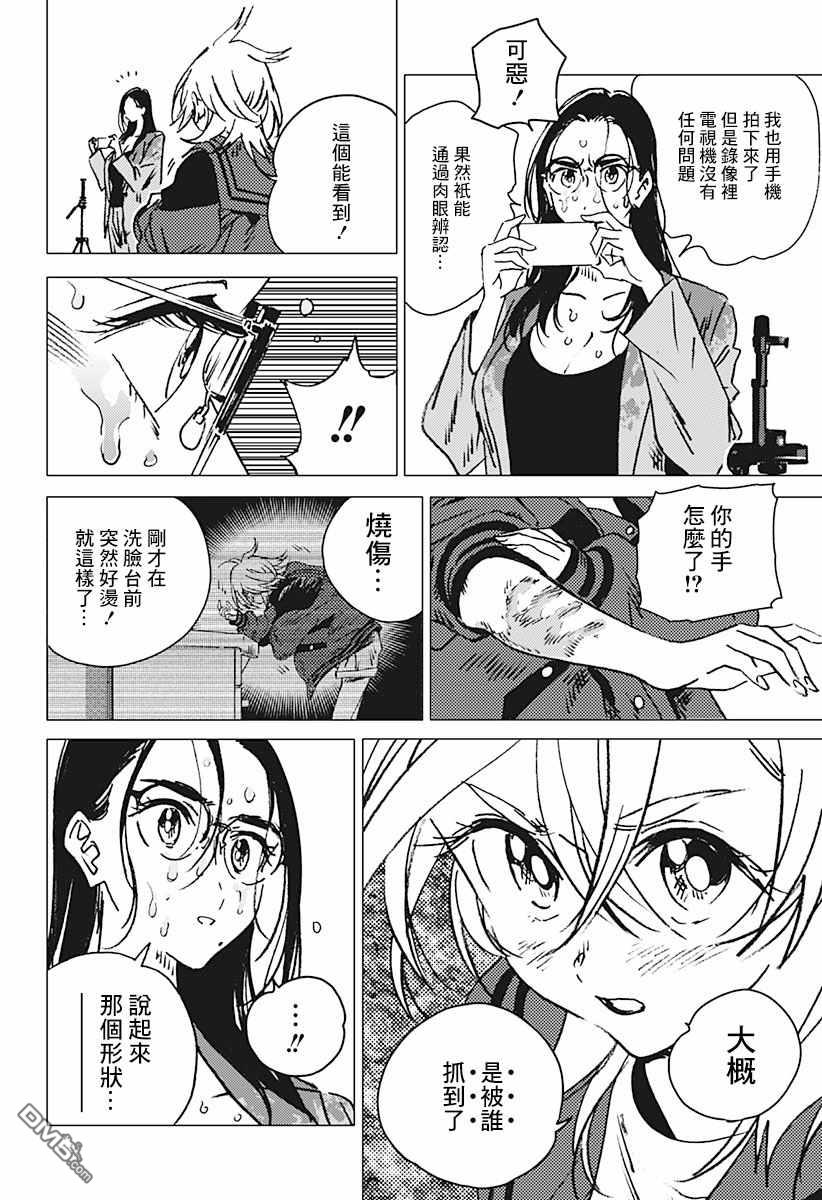 我也用手機
拍下來了
但是錄像裡
電視機沒有
任何問題
可惡！
果然衹能
通過肉眼辨認…
這個能
看到！
！！
你的手
怎麼了!?
燒傷…
剛才在
洗臉台前
突然好燙！
就這樣了…
大概
是被誰
抓到了
…！！
說起來
那個形狀…
DM5